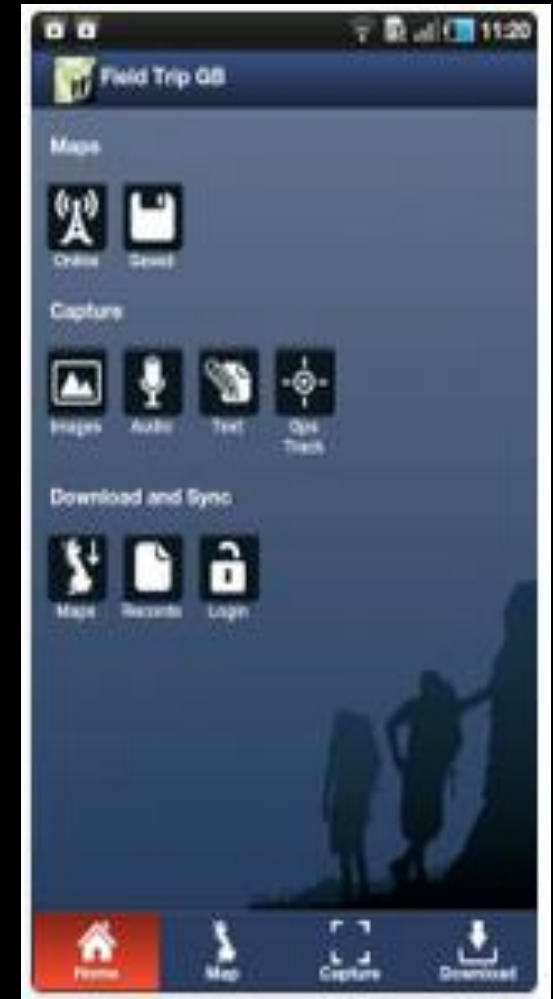 11:20
Field Trip GB
Maps
Online Saved
Capture
Images Audio Text Gps
Track
Download and Sync
Maps Records Login
Home Map Capture Download